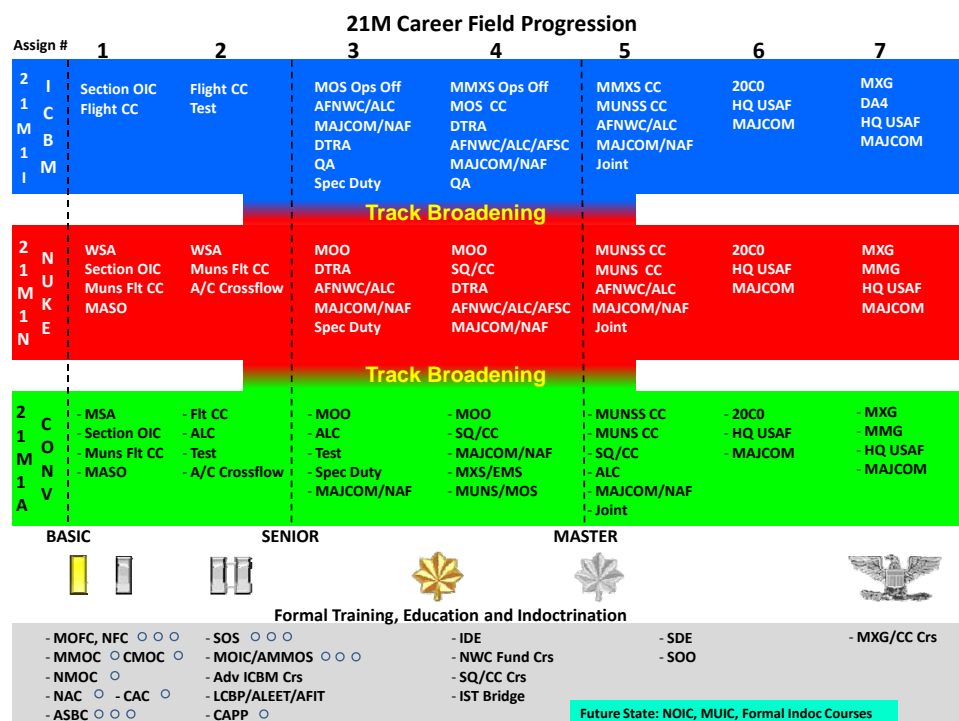 21M Career Field Progression
Assign # 1 2 3 4 5 6 7
21M1I ICBM
Section OIC
Flight CC
Flight CC
Test
MOS Ops Off
AFNWC/ALC
MAJCOM/NAF
DTRA
QA
Spec Duty
MMXS Ops Off
MOS CC
DTRA
AFNWC/ALC/AFSC
MAJCOM/NAF
QA
MMXS CC
MUNSS CC
AFNWC/ALC
MAJCOM/NAF
Joint
20C0
HQ USAF
MAJCOM
MXG
DA4
HQ USAF
MAJCOM
Track Broadening
21M1N NUKE
WSA
Section OIC
Muns Flt CC
MASO
WSA
Muns Flt CC
A/C Crossflow
MOO
DTRA
AFNWC/ALC
MAJCOM/NAF
Spec Duty
MOO
SQ/CC
DTRA
AFNWC/ALC/AFSC
MAJCOM/NAF
MUNSS CC
MUNS CC
AFNWC/ALC
MAJCOM/NAF
Joint
20C0
HQ USAF
MAJCOM
MXG
MMG
HQ USAF
MAJCOM
Track Broadening
21M1A CONV
- MSA
- Section OIC
- Muns Flt CC
- MASO
- Flt CC
- ALC
- Test
- A/C Crossflow
- MOO
- ALC
- Test
- Spec Duty
- MAJCOM/NAF
- MOO
- SQ/CC
- MAJCOM/NAF
- MXS/EMS
- MUNS/MOS
- MUNSS CC
- MUNS CC
- SQ/CC
- ALC
- MAJCOM/NAF
- Joint
- 20C0
- HQ USAF
- MAJCOM
- MXG
- MMG
- HQ USAF
- MAJCOM
BASIC SENIOR MASTER
Formal Training, Education and Indoctrination
- MOFC, NFC
- MMOC CMOC
- NMOC
- NAC - CAC
- ASBC
- SOS
- MOIC/AMMOS
- Adv ICBM Crs
- LCBP/ALEET/AFIT
- CAPP
- IDE
- NWC Fund Crs
- SQ/CC Crs
- IST Bridge
- SDE
- SOO
- MXG/CC Crs
Future State: NOIC, MUIC, Formal Indoc Courses